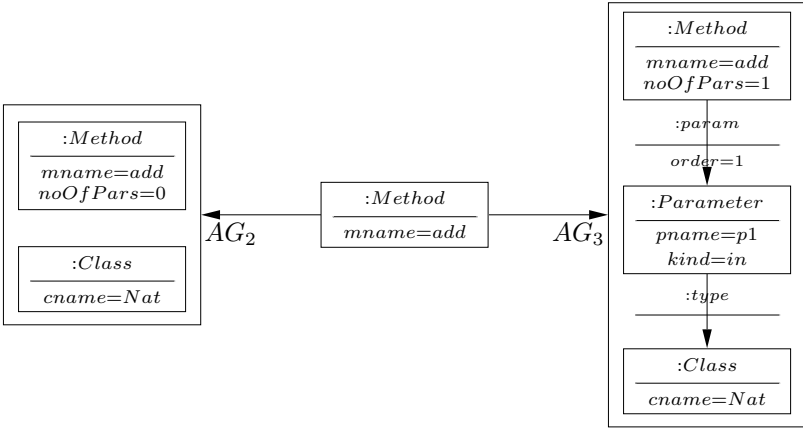 :Method
mname=add
noOfPars=0
:Class
cname=Nat
AG2
:Method
mname=add
AG3
:Method
mname=add
noOfPars=1
:param
order=1
:Parameter
pname=p1
kind=in
:type
:Class
cname=Nat